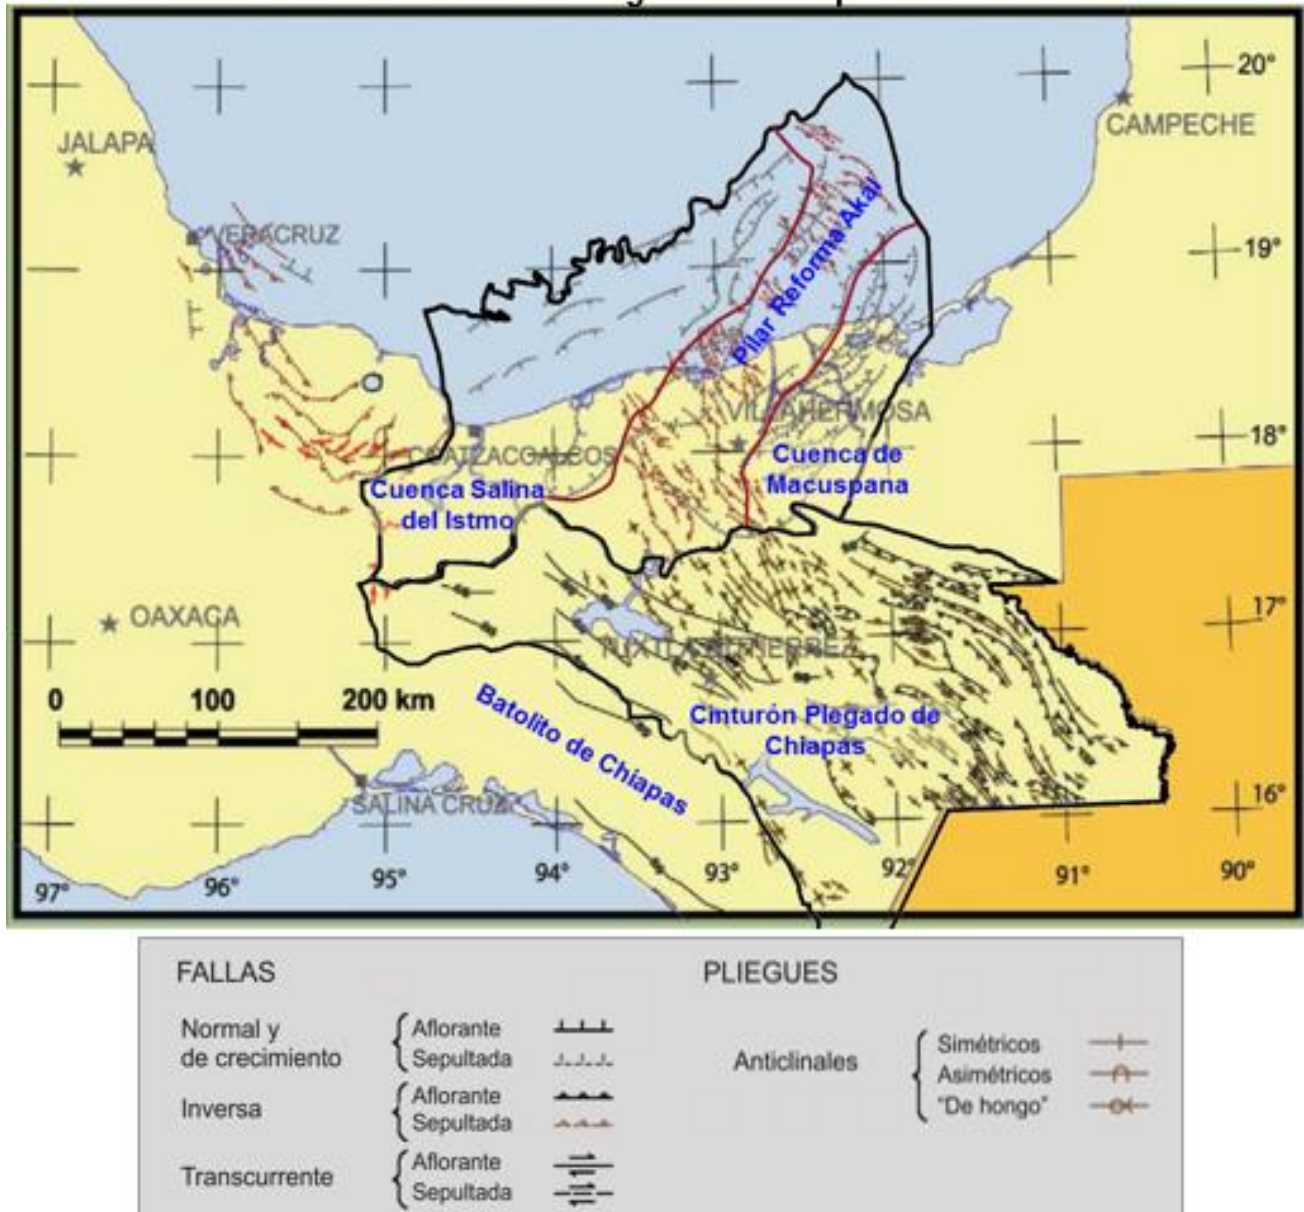 20°
JALAPA
CAMPECHE
VERACRUZ
19°
Pilar Reforma Akal
VILLAHERMOSA
18°
COATZACOALCOS
Cuenca de
Macuspana
Cuenca Salina
del Istmo
17°
OAXACA
TUXTLA GUTIERREZ
0 100 200 km
Batolito de Chiapas
Cinturón Plegado de
Chiapas
SALINA CRUZ
16°
97° 96° 95° 94° 93° 92° 91° 90°
FALLAS
PLIEGUES
Normal y
de crecimiento
Aflorante
Sepultada
Inversa
Aflorante
Sepultada
Transcurrente
Aflorante
Sepultada
Anticlinales
Simétricos
Asimétricos
"De hongo"